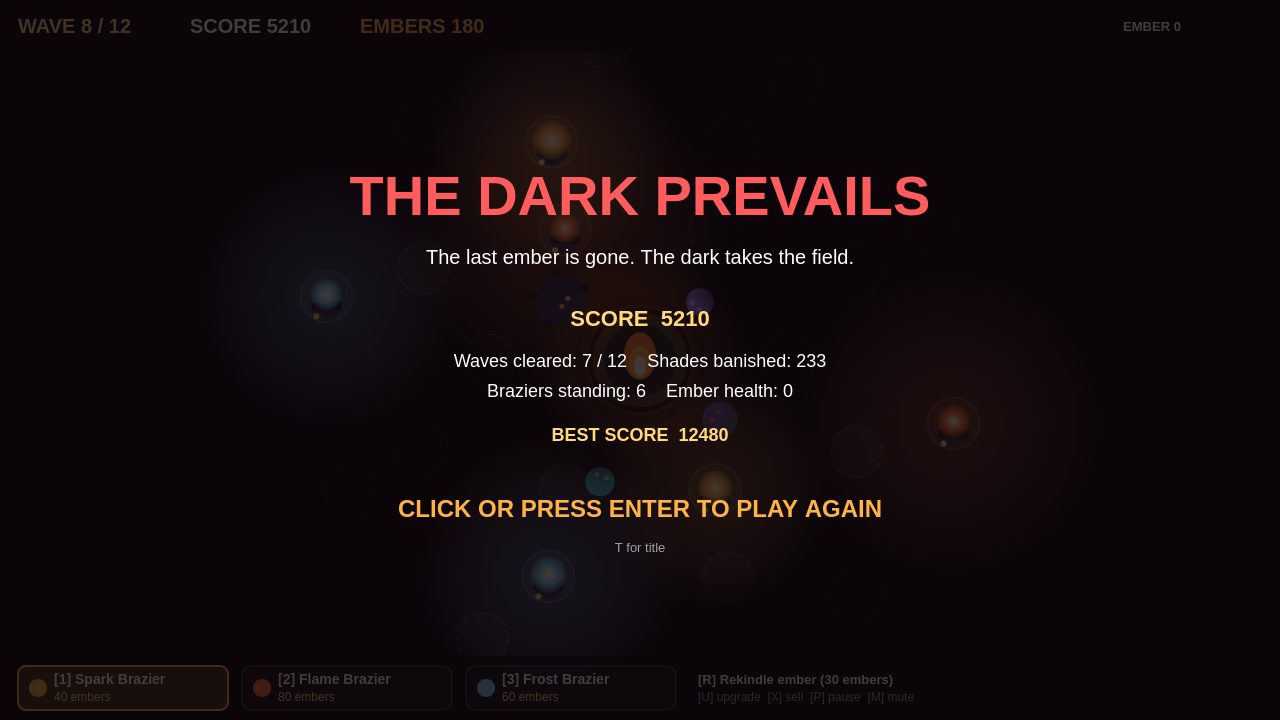 WAVE 8 / 12 SCORE 5210 EMBERS 180 EMBER 0
THE DARK PREVAILS
The last ember is gone. The dark takes the field.
SCORE 5210
Waves cleared: 7 / 12 Shades banished: 233
Braziers standing: 6 Ember health: 0
BEST SCORE 12480
CLICK OR PRESS ENTER TO PLAY AGAIN
T for title
[1] Spark Brazier [2] Flame Brazier [3] Frost Brazier [R] Rekindle ember (30 embers)
40 embers 80 embers 60 embers [U] upgrade [X] sell [P] pause [M] mute